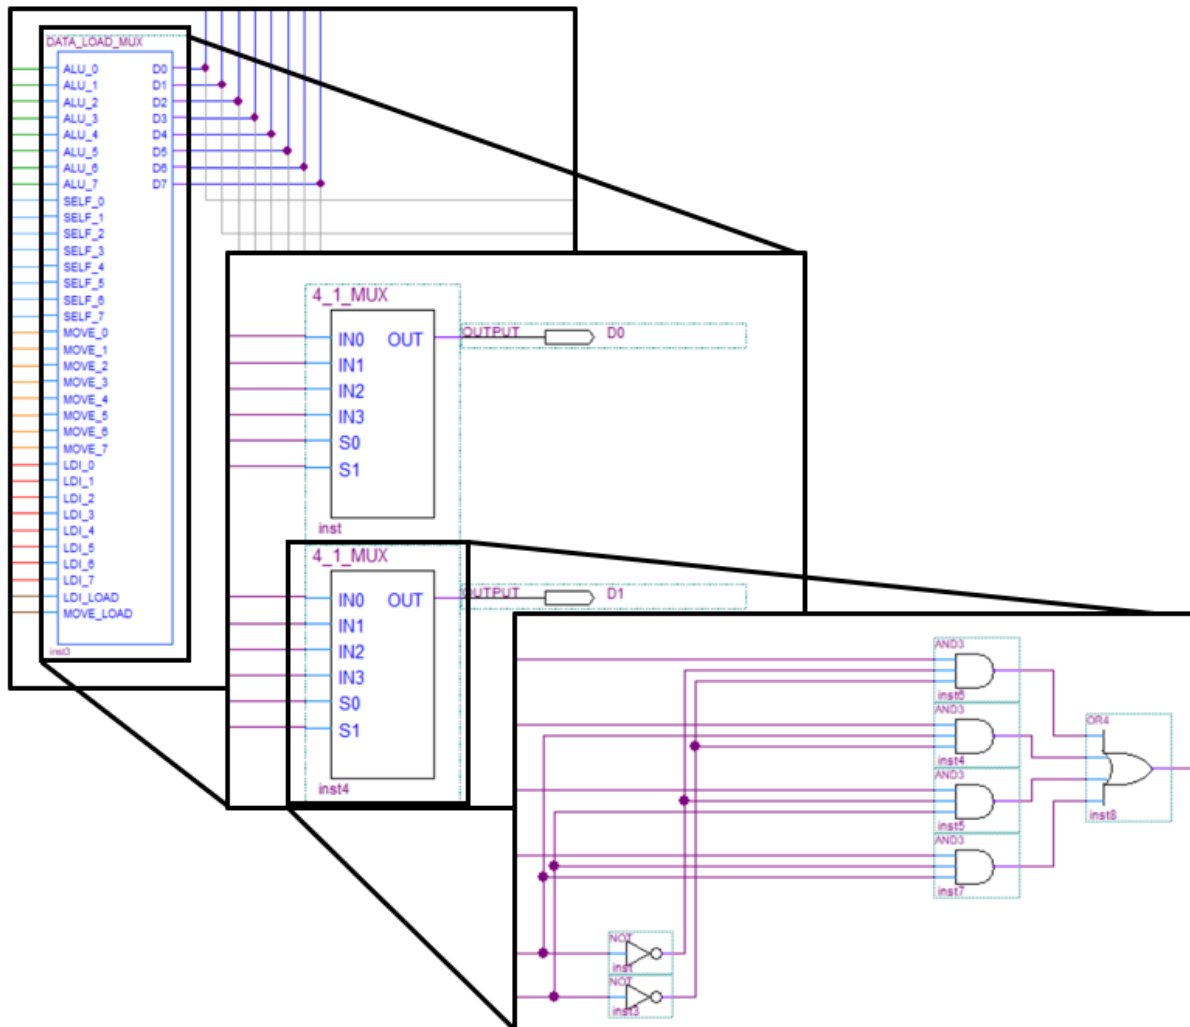 DATA_LOAD_MUX
ALU_0 D0
ALU_1 D1
ALU_2 D2
ALU_3 D3
ALU_4 D4
ALU_5 D5
ALU_6 D6
ALU_7 D7
SELF_0
SELF_1
SELF_2
SELF_3
SELF_4
SELF_5
SELF_6
SELF_7
MOVE_0
MOVE_1
MOVE_2
MOVE_3
MOVE_4
MOVE_5
MOVE_6
MOVE_7
LDI_0
LDI_1
LDI_2
LDI_3
LDI_4
LDI_5
LDI_6
LDI_7
LDI_LOAD
MOVE_LOAD
inst3
4_1_MUX
IN0 OUT OUTPUT D0
IN1
IN2
IN3
S0
S1
inst
4_1_MUX
IN0 OUT OUTPUT D1
IN1
IN2
IN3
S0
S1
inst4
AND3
inst6
AND3
inst4
AND3
inst5
AND3
inst7
OR4
inst8
NOT
inst
NOT
inst3